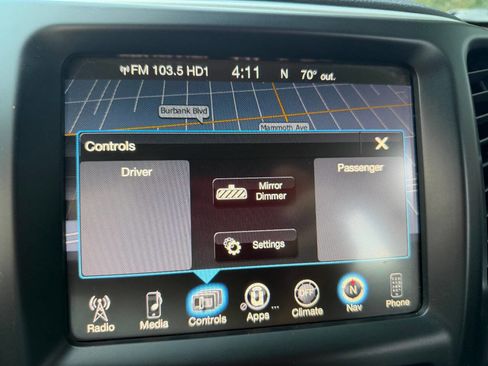 FM 103.5 HD1 4:11 N 70° out.
Burbank Blvd
Mammoth Ave
Controls X
Driver
Passenger
Mirror
Dimmer
Settings
OFF
N
Radio Media Controls Apps ... Climate Nav Phone